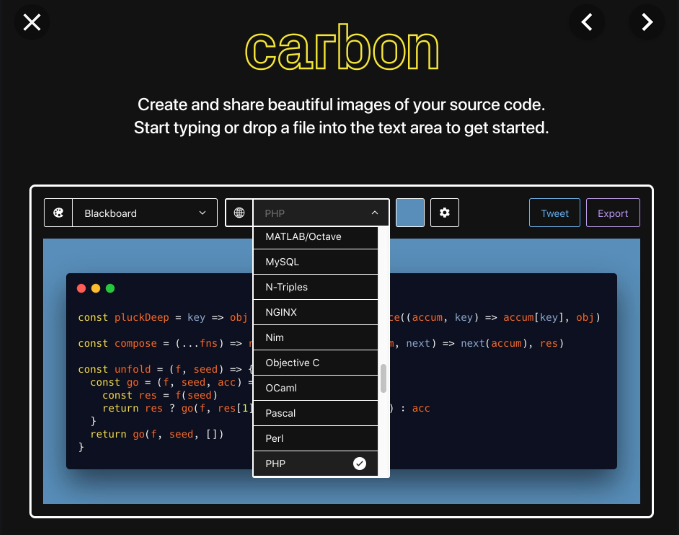 carbon
Create and share beautiful images of your source code.
Start typing or drop a file into the text area to get started.
Blackboard
PHP
Tweet
Export
MATLAB/Octave
MySQL
N-Triples
NGINX
Nim
Objective C
OCaml
Pascal
Perl
PHP
const pluckDeep = key => obj ce((accum, key) => accum[key], obj)
const compose = (...fns) => , next) => next(accum), res)
const unfold = (f, seed) => {
const go = (f, seed, acc) =
const res = f(seed)
return res ? go(f, res[1] ) : acc
}
return go(f, seed, [])
}